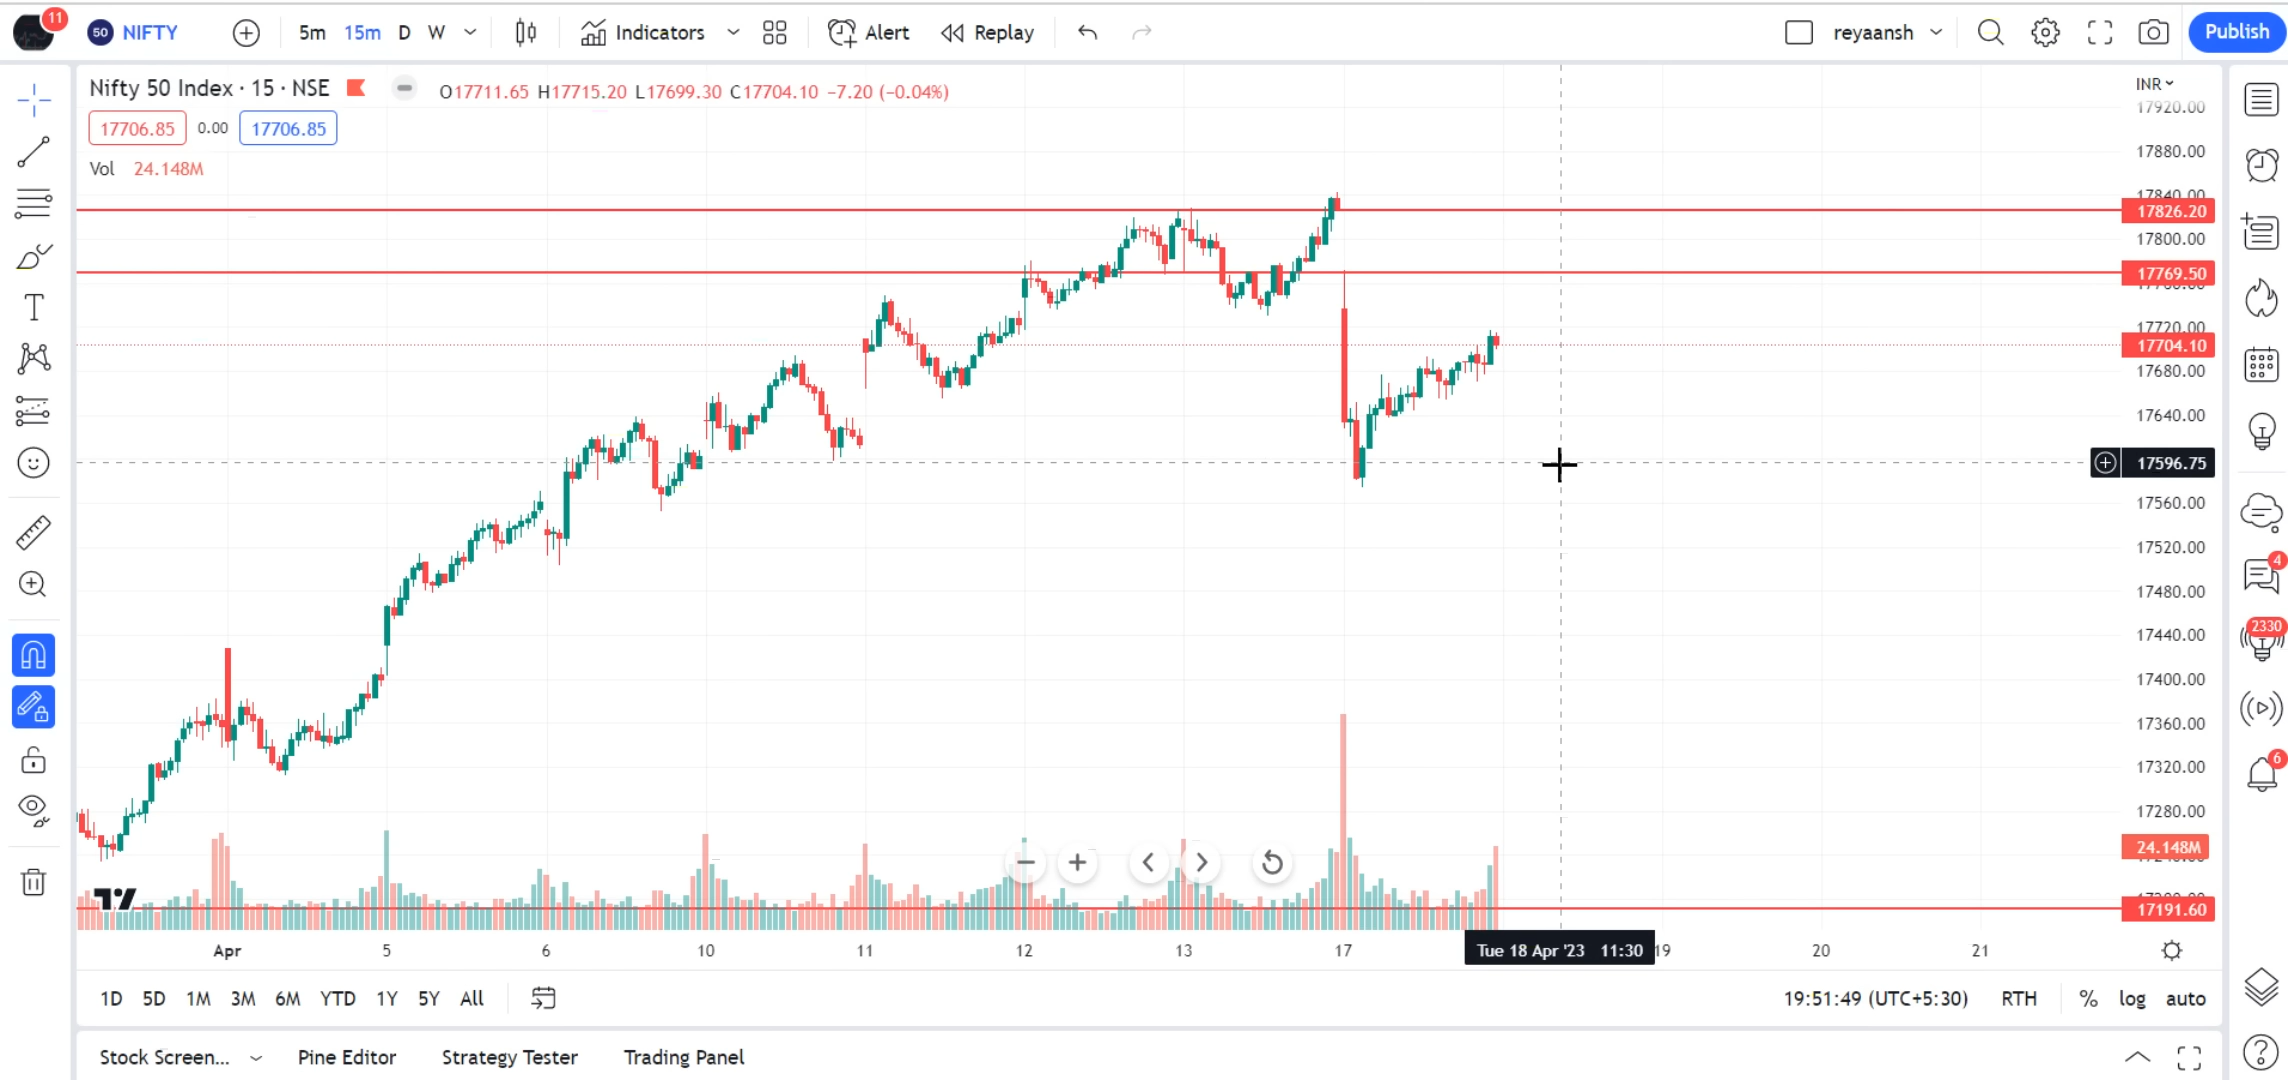 11
50 NIFTY 5m 15m D W Indicators Alert Replay reyaansh Publish
Nifty 50 Index · 15 · NSE O17711.65 H17715.20 L17699.30 C17704.10 −7.20 (−0.04%)
17706.85 0.00 17706.85
Vol 24.148M
INR
17920.00
17880.00
17840.00
17826.20
17800.00
17769.50
17720.00
17704.10
17680.00
17640.00
17596.75
17560.00
17520.00
17480.00
17440.00
17400.00
17360.00
17320.00
17280.00
24.148M
17191.60
4
2330
6
Apr 5 6 10 11 12 13 17 Tue 18 Apr '23 11:30 19 20 21
1D 5D 1M 3M 6M YTD 1Y 5Y All 19:51:49 (UTC+5:30) RTH % log auto
Stock Screen... Pine Editor Strategy Tester Trading Panel